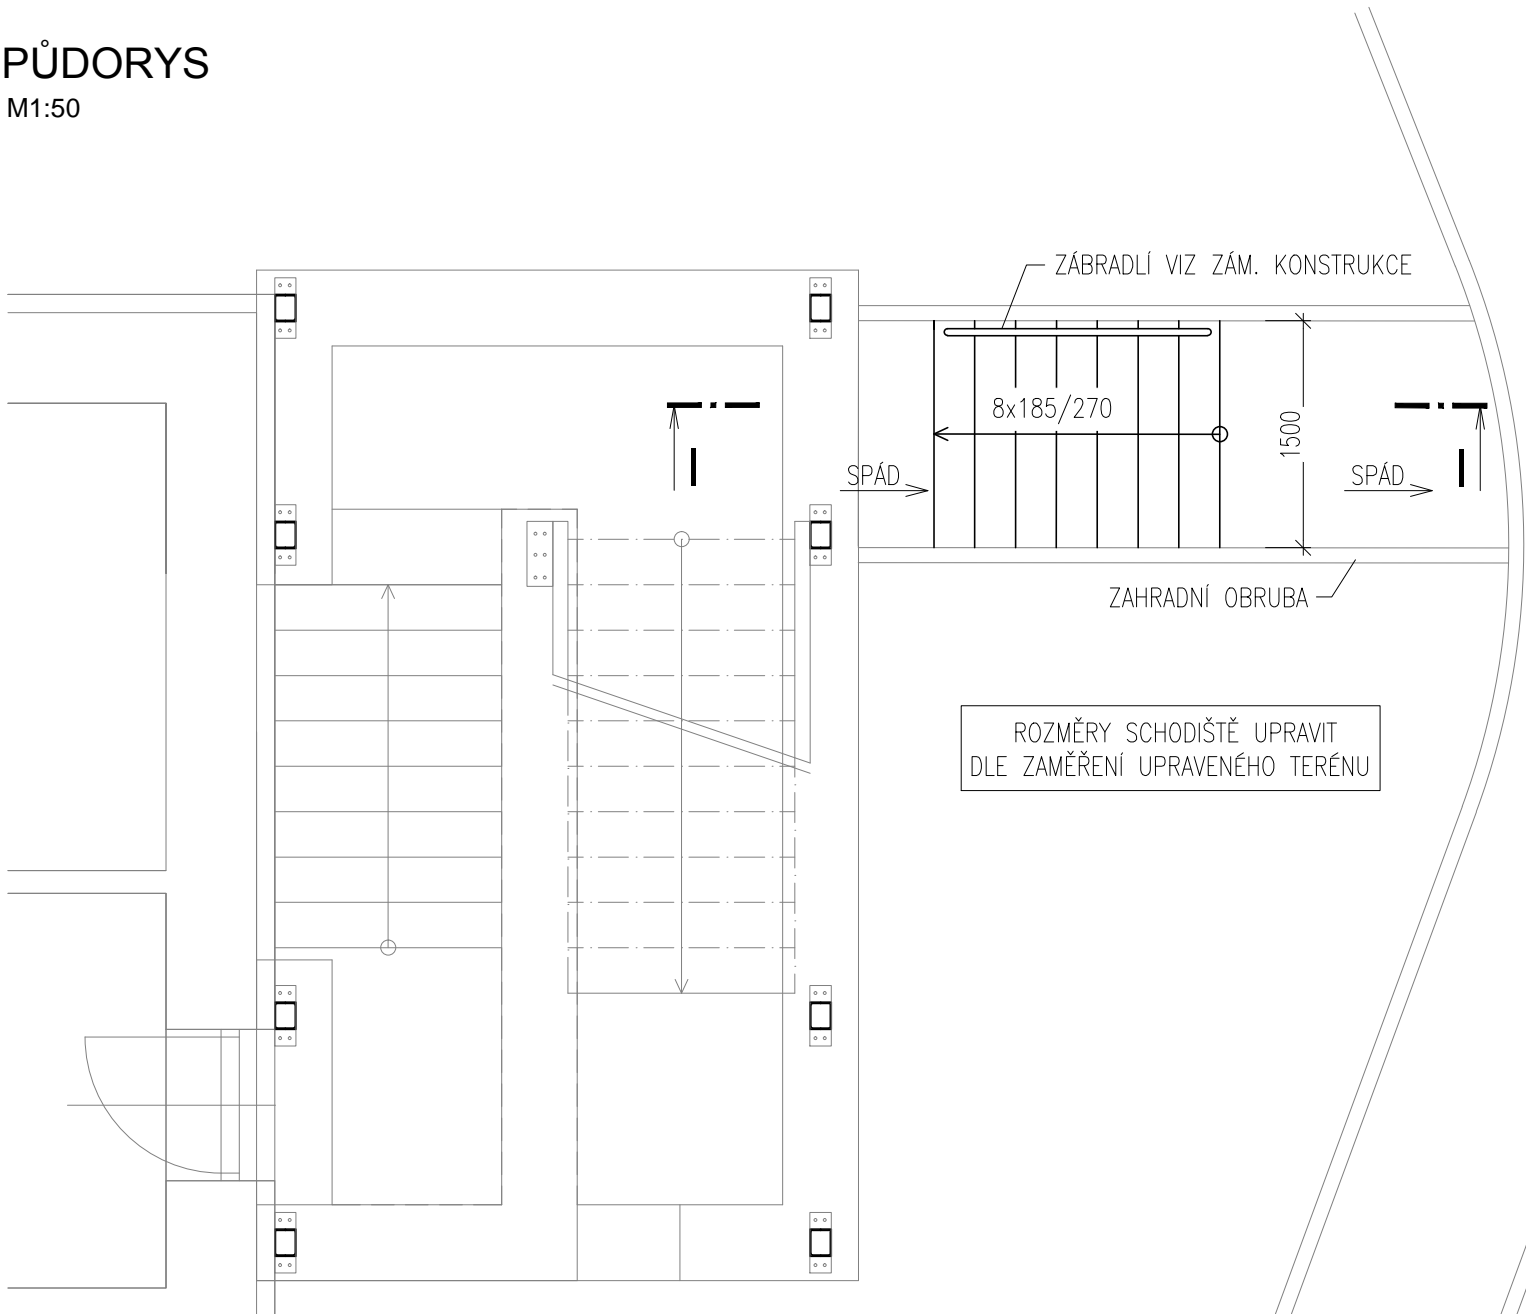 PŮDORYS
M1:50
ZÁBRADLÍ VIZ ZÁM. KONSTRUKCE
8x185/270
1500
SPÁD
SPÁD
I
I
ZAHRADNÍ OBRUBA
ROZMĚRY SCHODIŠTĚ UPRAVIT
DLE ZAMĚŘENÍ UPRAVENÉHO TERÉNU